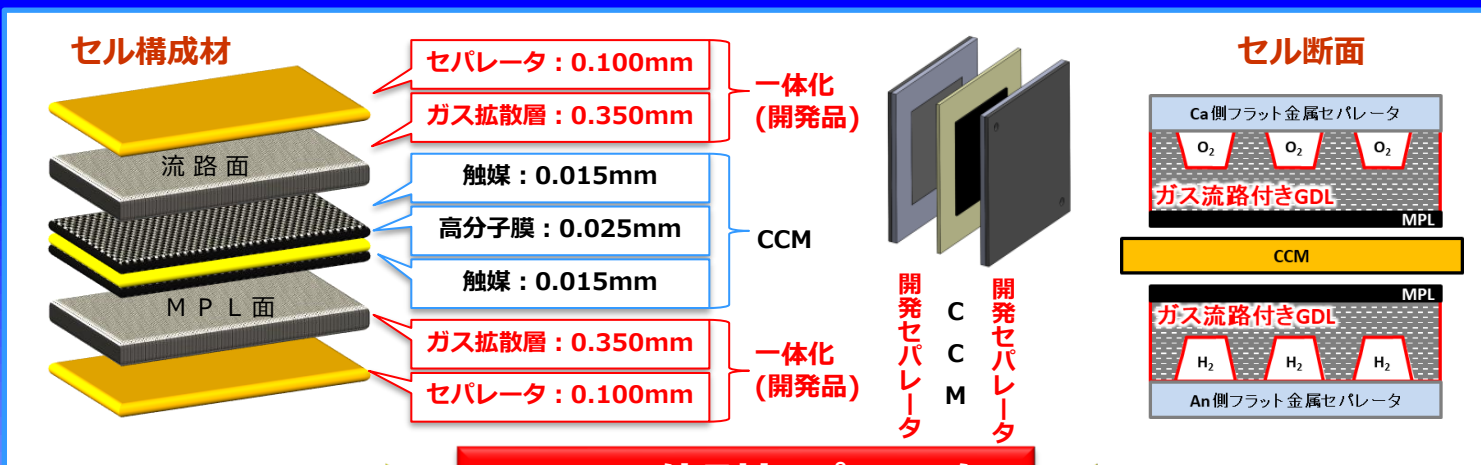 セル構成材
流路面
MPL面
セパレータ：0.100mm
ガス拡散層：0.350mm
一体化
(開発品)
触媒：0.015mm
高分子膜：0.025mm
触媒：0.015mm
CCM
ガス拡散層：0.350mm
セパレータ：0.100mm
一体化
(開発品)
開発セパレータ
CCM
開発セパレータ
セル断面
Ca側フラット金属セパレータ
O₂ O₂ O₂
ガス流路付きGDL
MPL
CCM
MPL
ガス流路付きGDL
H₂ H₂ H₂
An側フラット金属セパレータ